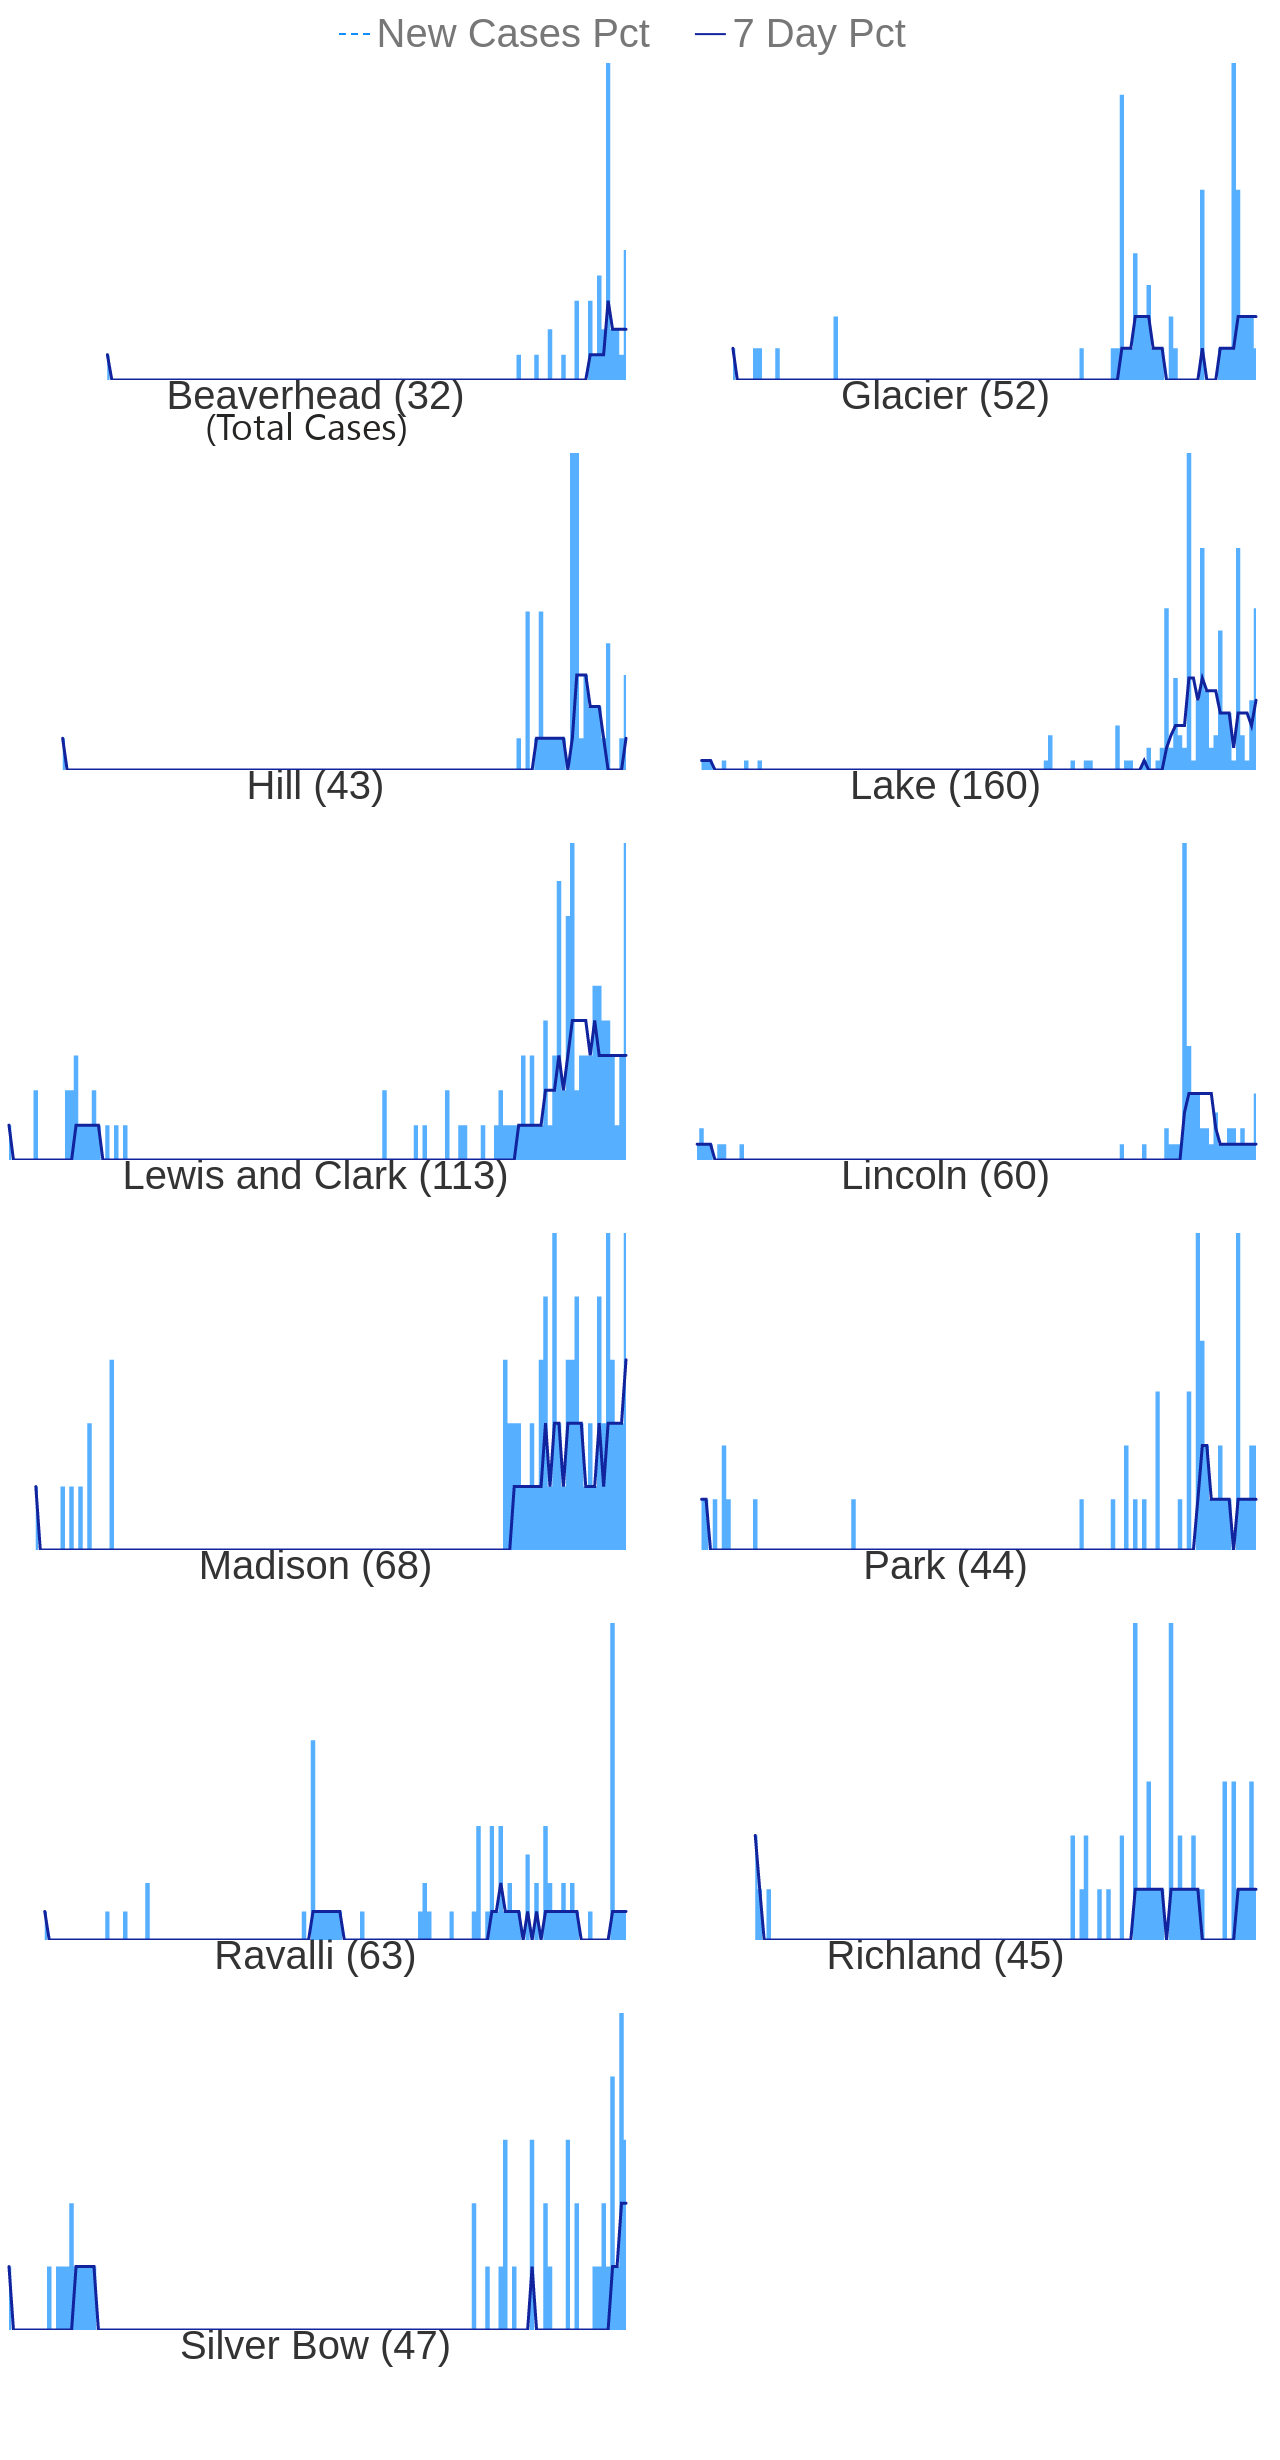 New Cases Pct 7 Day Pct
Beaverhead (32) Glacier (52)
(Total Cases)
Hill (43) Lake (160)
Lewis and Clark (113) Lincoln (60)
Madison (68) Park (44)
Ravalli (63) Richland (45)
Silver Bow (47)